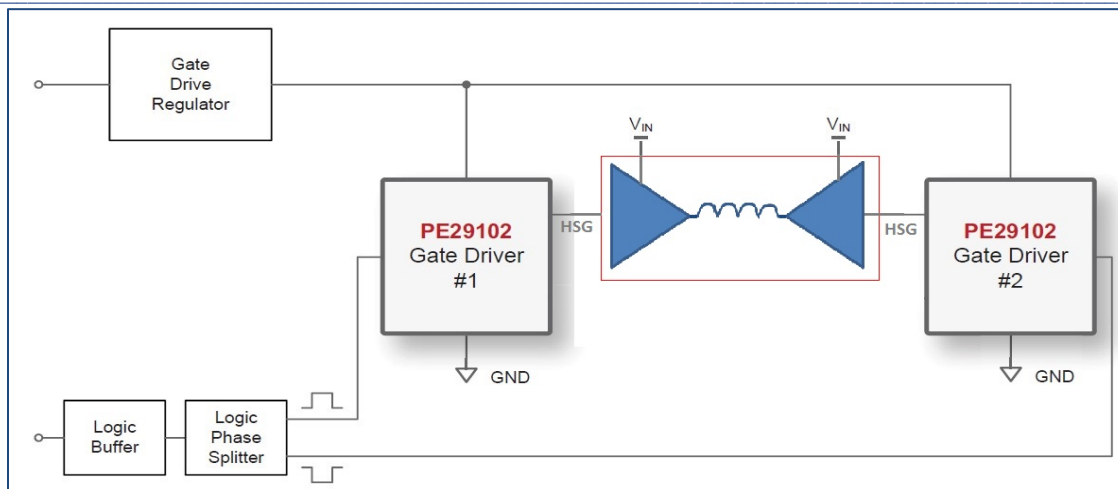 Gate
Drive
Regulator
VIN
VIN
PE29102
Gate Driver
#1
HSG
HSG
PE29102
Gate Driver
#2
GND
GND
Logic
Buffer
Logic
Phase
Splitter